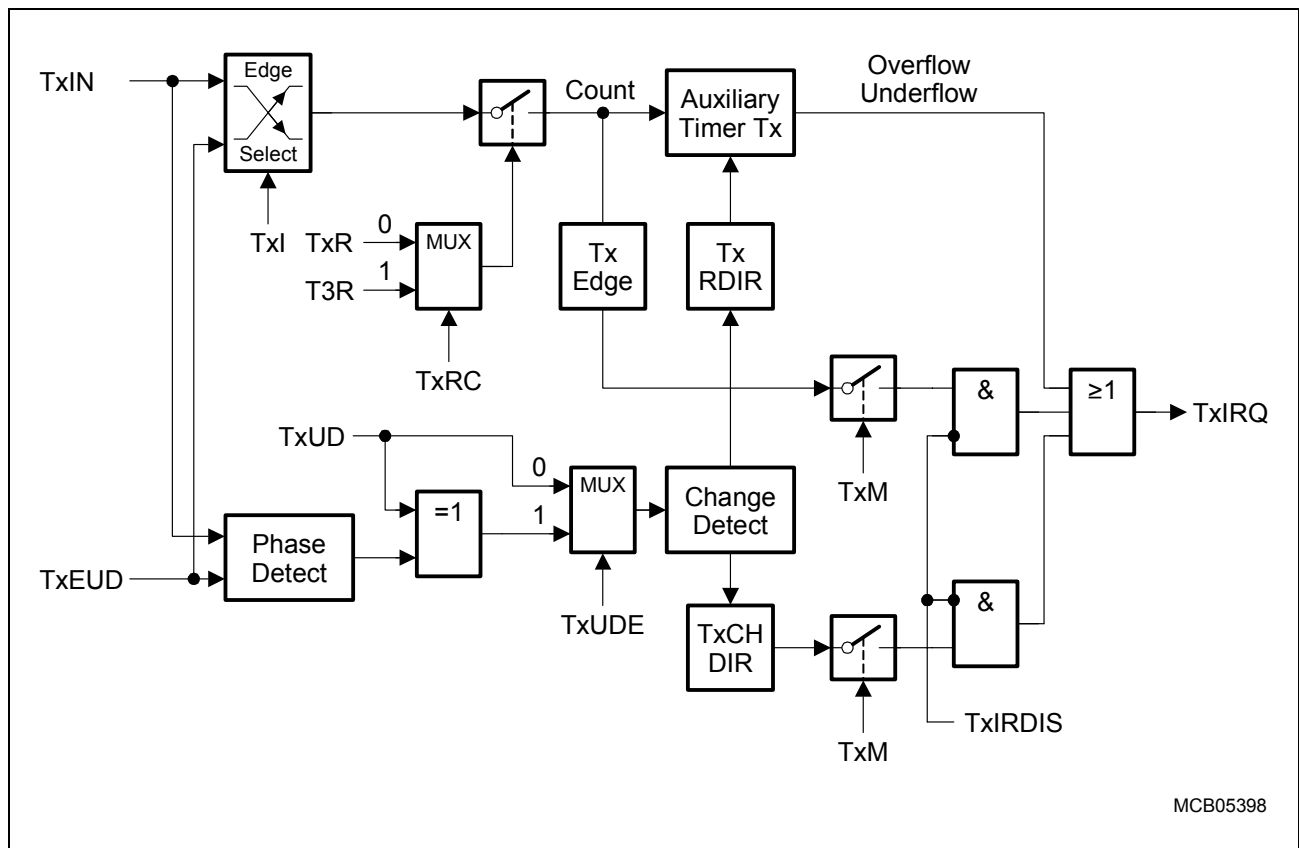 TxIN
Edge
Select
TxI
Count
Auxiliary
Timer Tx
Overflow
Underflow
TxR
0
T3R
1
MUX
TxRC
Tx
Edge
Tx
RDIR
TxM
&
≥1
TxIRQ
TxUD
0
=1
1
MUX
TxUDE
Change
Detect
Phase
Detect
TxEUD
TxCH
DIR
TxM
&
TxIRDIS
MCB05398